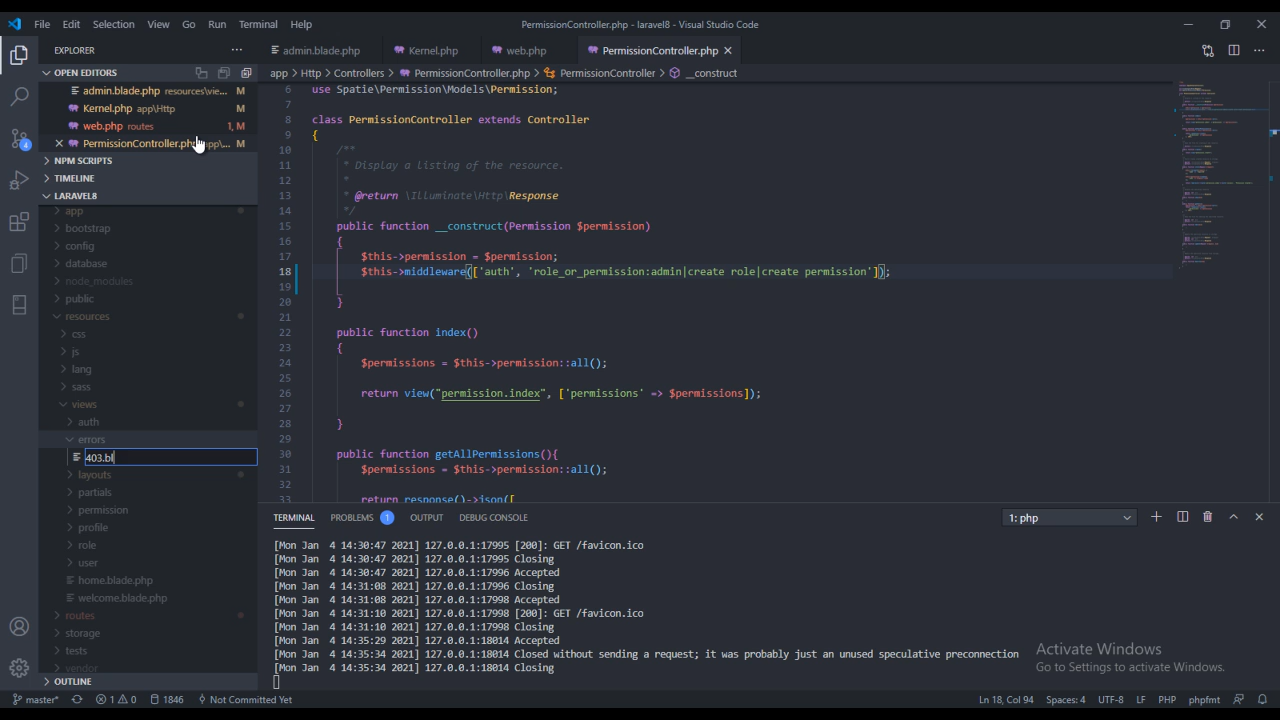 File Edit Selection View Go Run Terminal Help
PermissionController.php - laravel8 - Visual Studio Code
EXPLORER
OPEN EDITORS
admin.blade.php resources\vie... M
Kernel.php app\Http M
web.php routes 1, M
PermissionController.php app\... M
NPM SCRIPTS
TIMELINE
LARAVEL8
app
bootstrap
config
database
node_modules
public
resources
css
js
lang
sass
views
auth
errors
403.bl
layouts
partials
permission
profile
role
user
home.blade.php
welcome.blade.php
routes
storage
tests
vendor
OUTLINE
4
admin.blade.php Kernel.php web.php PermissionController.php
app > Http > Controllers > PermissionController.php > PermissionController > __construct
6 use Spatie\Permission\Models\Permission;
7
8 class PermissionController extends Controller
9 {
10 /**
11 * Display a listing of the resource.
12 *
13 * @return \Illuminate\Http\Response
14 */
15 public function __construct(Permission $permission)
16 {
17 $this->permission = $permission;
18 $this->middleware(['auth', 'role_or_permission:admin|create role|create permission']);
19
20 }
21
22 public function index()
23 {
24 $permissions = $this->permission::all();
25
26 return view("permission.index", ['permissions' => $permissions]);
27
28 }
29
30 public function getAllPermissions(){
31 $permissions = $this->permission::all();
32
33 return response()->json([
TERMINAL PROBLEMS 1 OUTPUT DEBUG CONSOLE 1: php
[Mon Jan 4 14:30:47 2021] 127.0.0.1:17995 [200]: GET /favicon.ico
[Mon Jan 4 14:30:47 2021] 127.0.0.1:17995 Closing
[Mon Jan 4 14:30:47 2021] 127.0.0.1:17996 Accepted
[Mon Jan 4 14:31:08 2021] 127.0.0.1:17996 Closing
[Mon Jan 4 14:31:08 2021] 127.0.0.1:17998 Accepted
[Mon Jan 4 14:31:10 2021] 127.0.0.1:17998 [200]: GET /favicon.ico
[Mon Jan 4 14:31:10 2021] 127.0.0.1:17998 Closing
[Mon Jan 4 14:35:29 2021] 127.0.0.1:18014 Accepted
[Mon Jan 4 14:35:34 2021] 127.0.0.1:18014 Closed without sending a request; it was probably just an unused speculative preconnection
[Mon Jan 4 14:35:34 2021] 127.0.0.1:18014 Closing
Activate Windows
Go to Settings to activate Windows.
master* 1 0 1846 Not Committed Yet Ln 18, Col 94 Spaces: 4 UTF-8 LF PHP phpfmt